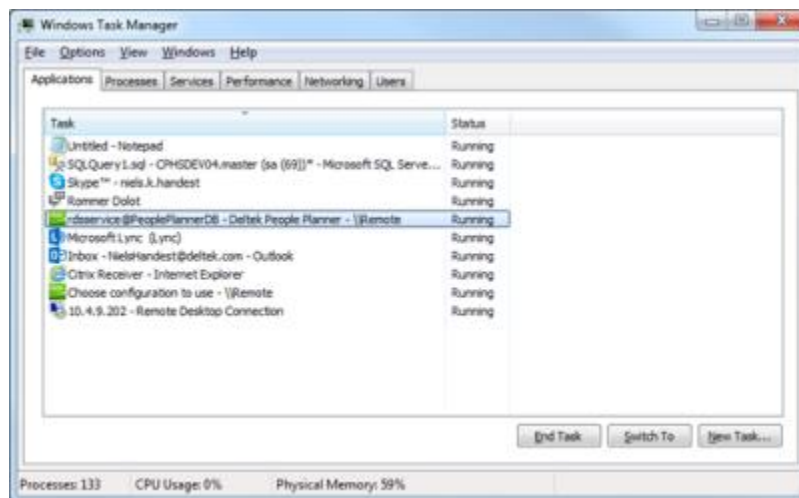 Windows Task Manager
File Options View Windows Help
Applications Processes Services Performance Networking Users
Task Status
Untitled - Notepad Running
SQLQuery1.sql - CPHSDEV04.master (sa (69))* - Microsoft SQL Serve... Running
Skype™ - niels.k.handest Running
Rommer Dolot Running
rdsservice@PeoplePlannerDB - Deltek People Planner - \\Remote Running
Microsoft Lync (Lync) Running
Inbox - NielsHandest@deltek.com - Outlook Running
Citrix Receiver - Internet Explorer Running
Choose configuration to use - \\Remote Running
10.4.9.202 - Remote Desktop Connection Running
End Task Switch To New Task...
Processes: 133 CPU Usage: 0% Physical Memory: 59%